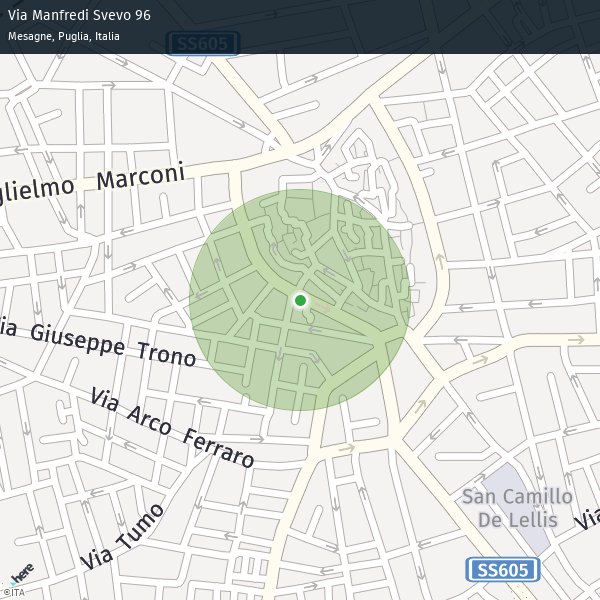 Via Manfredi Svevo 96
Mesagne, Puglia, Italia
SS605
glielmo Marconi
ia Giuseppe Trono
Via Arco Ferraro
Via Tumo
San Camillo
De Lellis
Via
SS605
here
©ITA